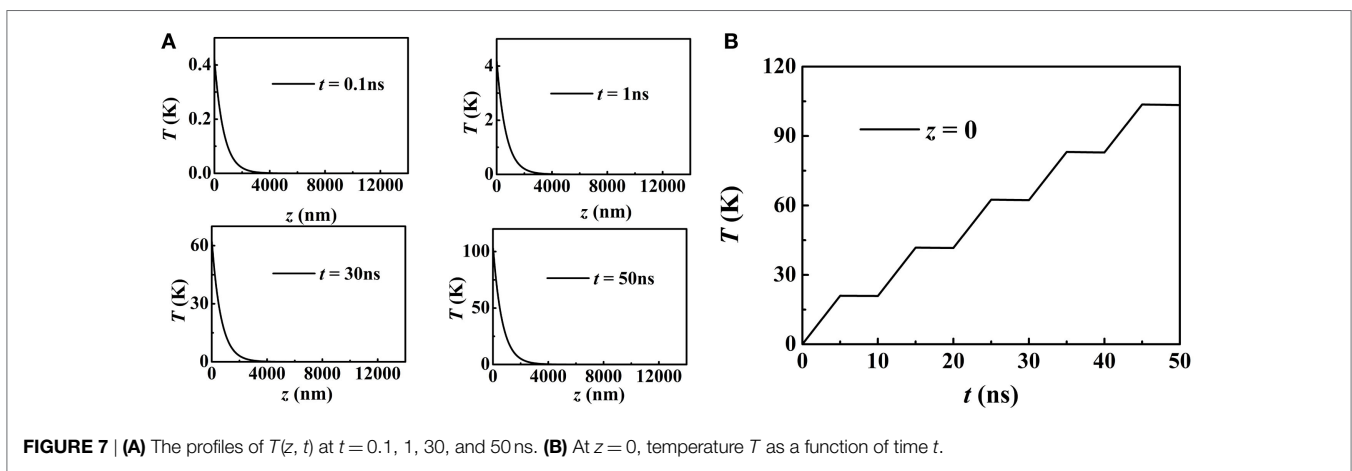 A
0.4
0.2
0.0
T (K)
t = 0.1ns
0 4000 8000 12000
z (nm)
4
2
0
T (K)
t = 1ns
0 4000 8000 12000
z (nm)
60
30
0
T (K)
t = 30ns
0 4000 8000 12000
z (nm)
100
75
50
25
0
T (K)
t = 50ns
0 4000 8000 12000
z (nm)
B
120
90
60
30
0
T (K)
z = 0
0 10 20 30 40 50
t (ns)
FIGURE 7 | (A) The profiles of T(z, t) at t = 0.1, 1, 30, and 50 ns. (B) At z = 0, temperature T as a function of time t.